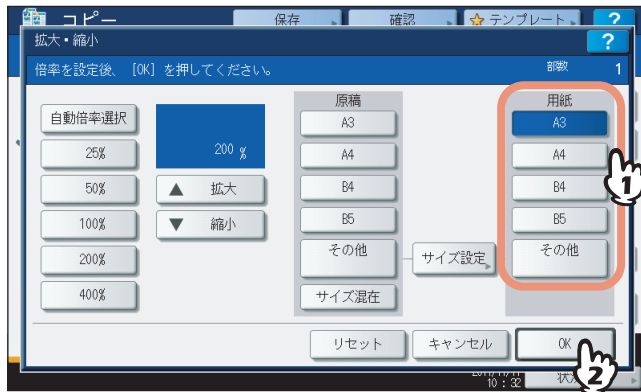 コピー
保存
確認
テンプレート
?
拡大・縮小
?
倍率を設定後、[OK]を押してください。
部数 1
自動倍率選択
25%
50%
100%
200%
400%
200 %
▲ 拡大
▼ 縮小
原稿
A3
A4
B4
B5
その他
サイズ混在
サイズ設定
用紙
A3
A4
B4
B5
その他
1
リセット
キャンセル
OK
2
10:32